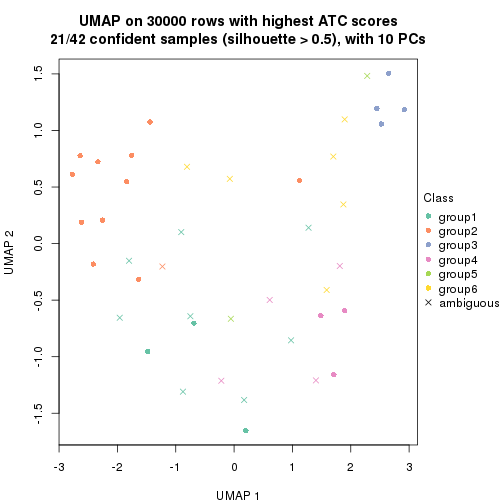 UMAP on 30000 rows with highest ATC scores
21/42 confident samples (silhouette > 0.5), with 10 PCs
UMAP 2
1.5
1.0
0.5
0.0
-0.5
-1.0
-1.5
-3
-2
-1
0
1
2
3
UMAP 1
Class
group1
group2
group3
group4
group5
group6
ambiguous